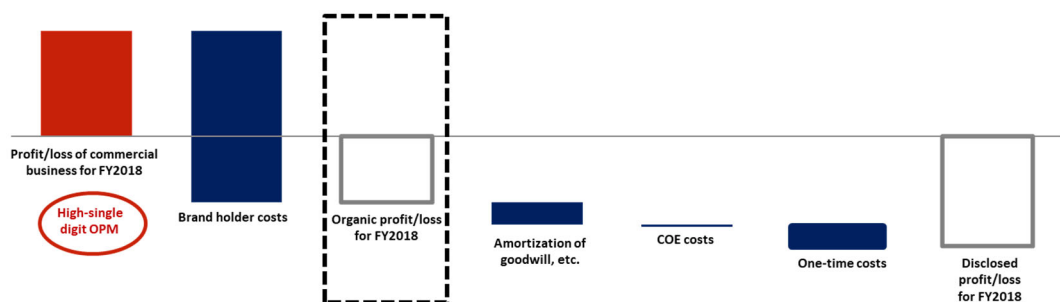 Profit/loss of commercial
business for FY2018
High-single
digit OPM
Brand holder costs
Organic profit/loss
for FY2018
Amortization of
goodwill, etc.
COE costs
One-time costs
Disclosed
profit/loss
for FY2018